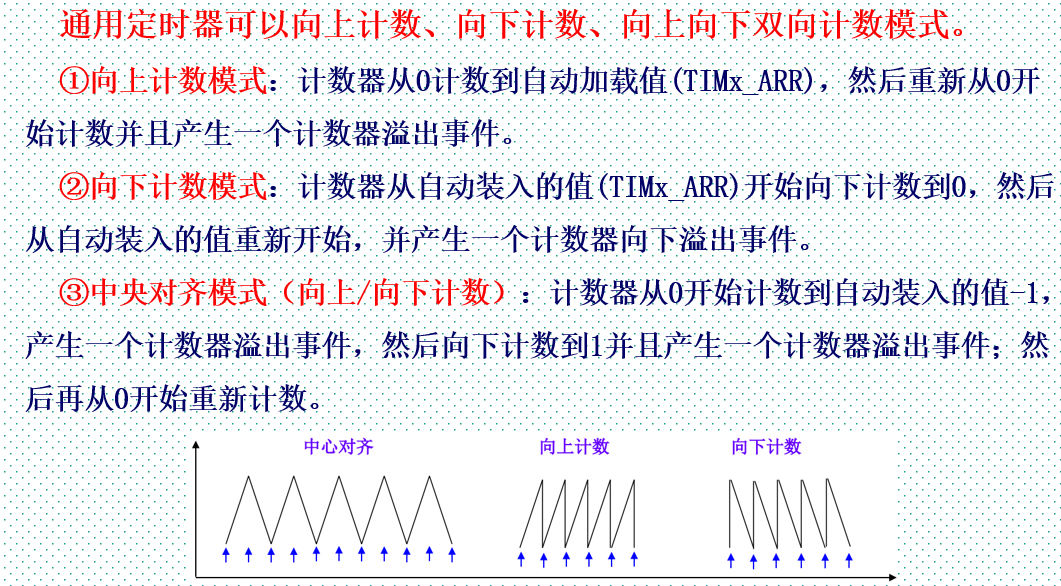 通用定时器可以向上计数、向下计数、向上向下双向计数模式。
①向上计数模式：计数器从0计数到自动加载值(TIMx_ARR)，然后重新从0开
始计数并且产生一个计数器溢出事件。
②向下计数模式：计数器从自动装入的值(TIMx_ARR)开始向下计数到0，然后
从自动装入的值重新开始，并产生一个计数器向下溢出事件。
③中央对齐模式（向上/向下计数）：计数器从0开始计数到自动装入的值-1，
产生一个计数器溢出事件，然后向下计数到1并且产生一个计数器溢出事件；然
后再从0开始重新计数。
中心对齐 向上计数 向下计数